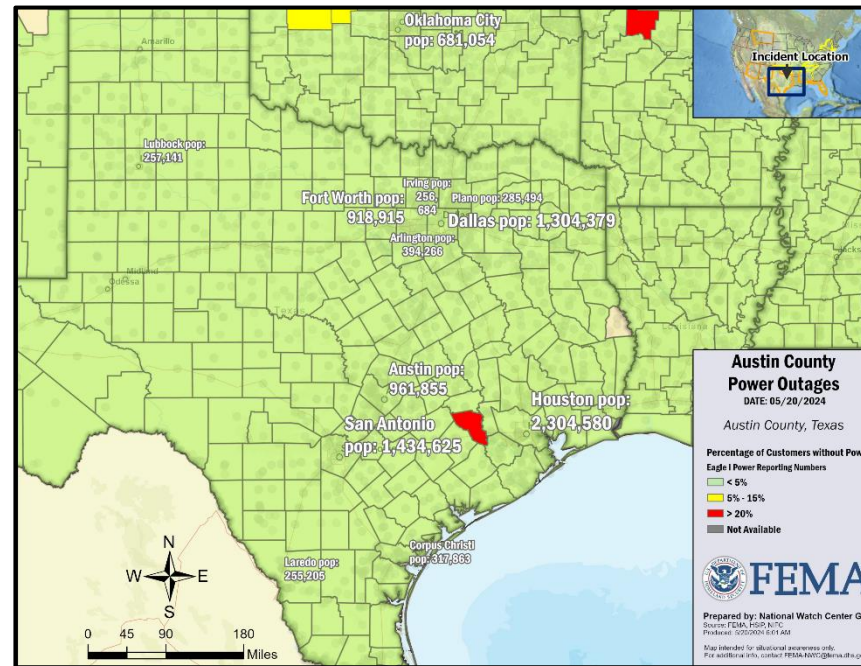 Oklahoma City
pop: 681,054
Amarillo
Incident Location
Lubbock pop:
257,141
Irving pop:
256,
684
Plano pop: 285,494
Fort Worth pop:
918,915
Dallas pop: 1,304,379
Arlington pop:
394,266
Midland
Odessa
Louisiana
Austin pop:
961,855
Houston pop:
2,304,580
San Antonio
pop: 1,434,625
Corpus Christi
pop: 317,863
Laredo pop:
255,205
N
W E
S
0 45 90 180
Miles
Austin County
Power Outages
DATE: 05/20/2024
Austin County, Texas
Percentage of Customers without Pow
Eagle I Power Reporting Numbers
< 5%
5% - 15%
> 20%
Not Available
FEMA
Prepared by: National Watch Center G
Source: FEMA, HSIP, NIFC
Produced: 5/20/2024 6:01 AM
Map intended for situational awareness only.
For additional info, contact FEMA-NWC@fema.dhs.g